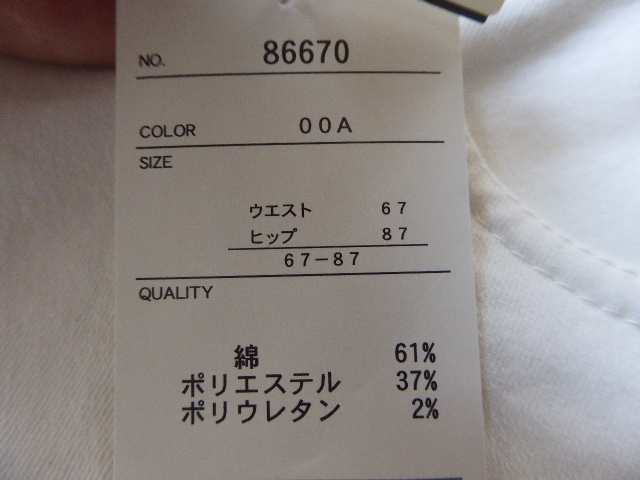 NO. 86670
COLOR 00A
SIZE
ウエスト 67
ヒップ 87
67-87
QUALITY
綿 61%
ポリエステル 37%
ポリウレタン 2%